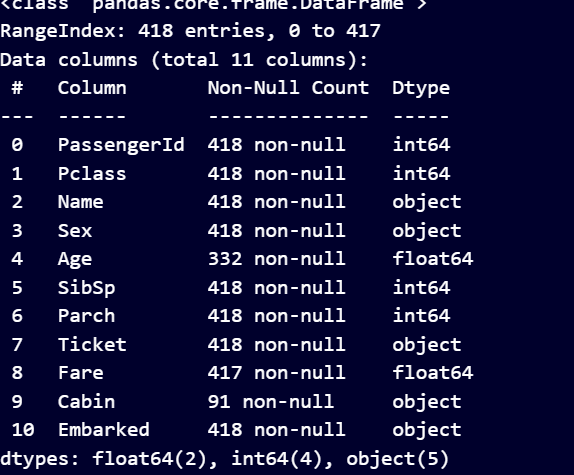 <class 'pandas.core.frame.DataFrame'>
RangeIndex: 418 entries, 0 to 417
Data columns (total 11 columns):
 #   Column       Non-Null Count  Dtype
---  ------       --------------  -----
 0   PassengerId  418 non-null    int64
 1   Pclass       418 non-null    int64
 2   Name         418 non-null    object
 3   Sex          418 non-null    object
 4   Age          332 non-null    float64
 5   SibSp        418 non-null    int64
 6   Parch        418 non-null    int64
 7   Ticket       418 non-null    object
 8   Fare         417 non-null    float64
 9   Cabin        91 non-null     object
 10  Embarked     418 non-null    object
dtypes: float64(2), int64(4), object(5)